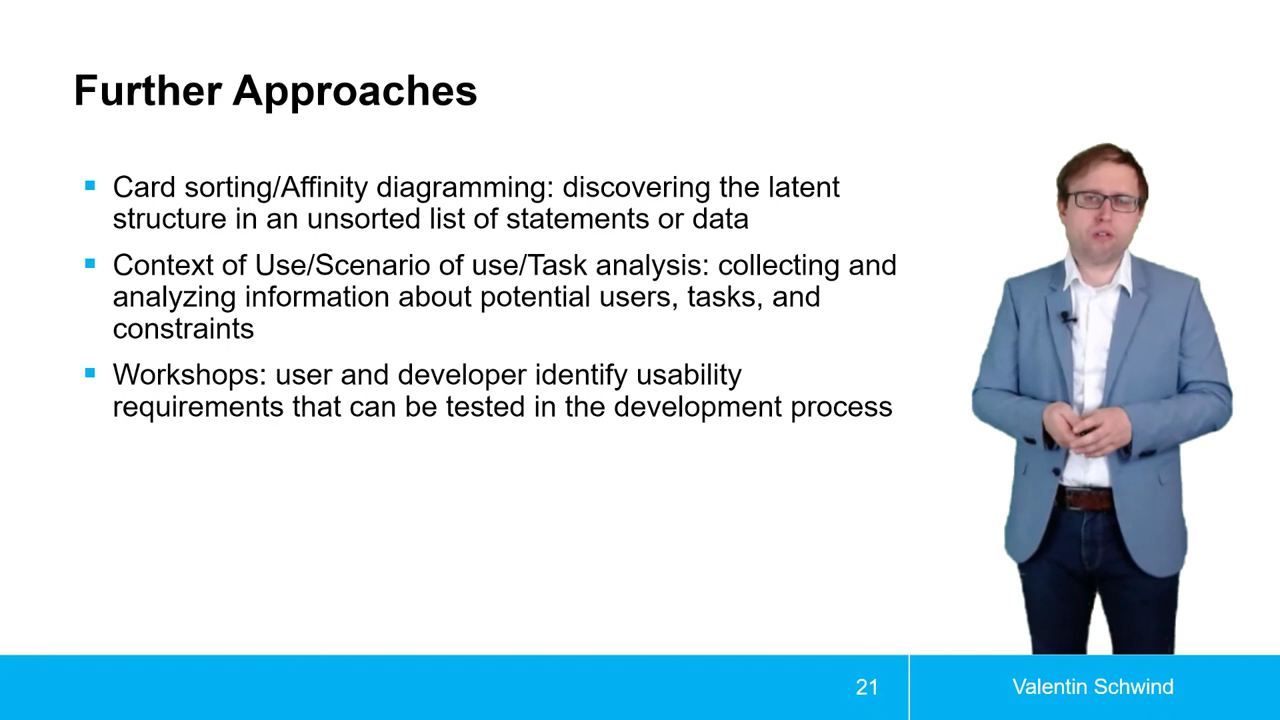 Further Approaches
Card sorting/Affinity diagramming: discovering the latent
structure in an unsorted list of statements or data
Context of Use/Scenario of use/Task analysis: collecting and
analyzing information about potential users, tasks, and
constraints
Workshops: user and developer identify usability
requirements that can be tested in the development process
21
Valentin Schwind